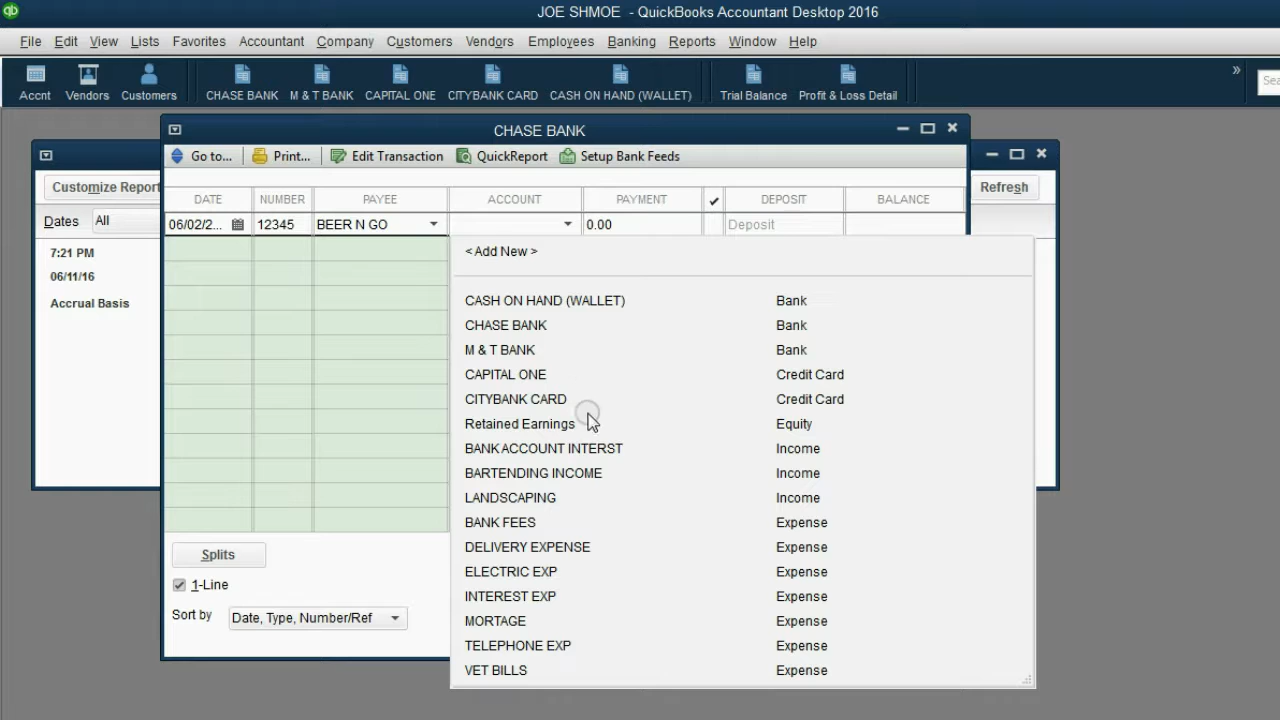 JOE SHMOE - QuickBooks Accountant Desktop 2016
File Edit View Lists Favorites Accountant Company Customers Vendors Employees Banking Reports Window Help
Accnt Vendors Customers CHASE BANK M & T BANK CAPITAL ONE CITYBANK CARD CASH ON HAND (WALLET) Trial Balance Profit & Loss Detail » Sea
CHASE BANK
Go to... Print... Edit Transaction QuickReport Setup Bank Feeds
Customize Report Refresh
DATE NUMBER PAYEE ACCOUNT PAYMENT ✓ DEPOSIT BALANCE
Dates All
06/02/2... 12345 BEER N GO 0.00 Deposit
7:21 PM
06/11/16
Accrual Basis
< Add New >
CASH ON HAND (WALLET) Bank
CHASE BANK Bank
M & T BANK Bank
CAPITAL ONE Credit Card
CITYBANK CARD Credit Card
Retained Earnings Equity
BANK ACCOUNT INTERST Income
BARTENDING INCOME Income
LANDSCAPING Income
BANK FEES Expense
DELIVERY EXPENSE Expense
ELECTRIC EXP Expense
INTEREST EXP Expense
MORTAGE Expense
TELEPHONE EXP Expense
VET BILLS Expense
Splits
1-Line
Sort by Date, Type, Number/Ref